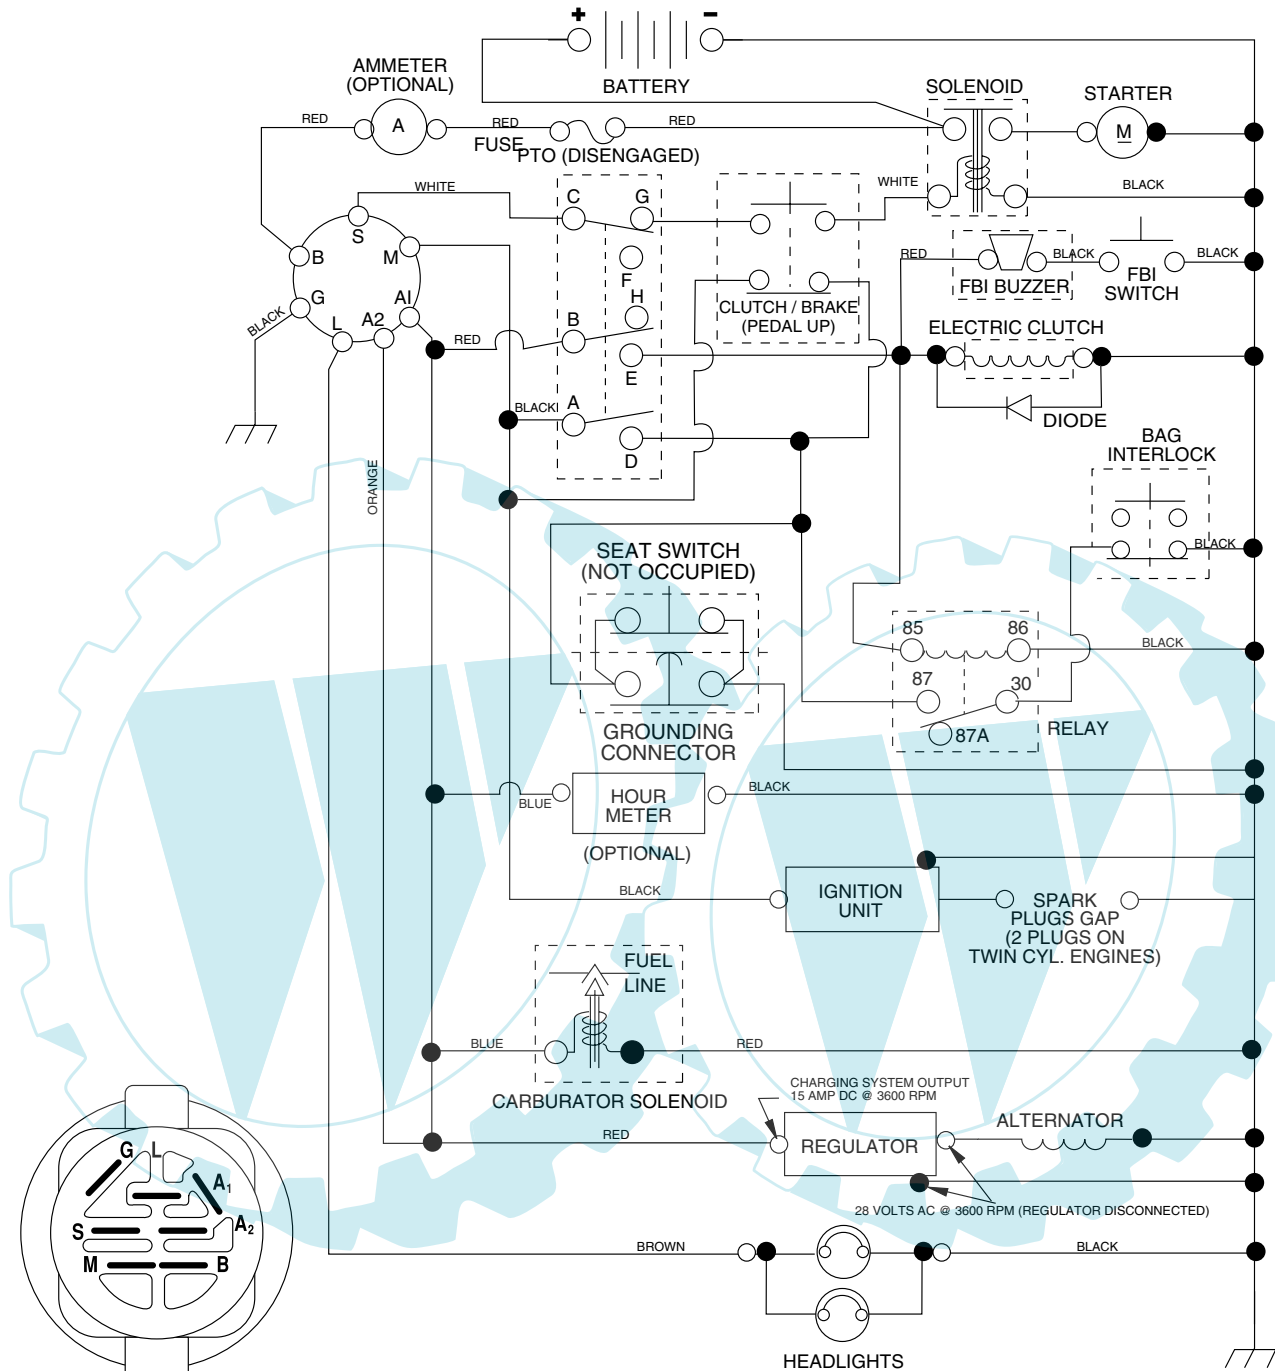 + −
BATTERY
AMMETER
(OPTIONAL)
RED
A
RED
FUSE
RED
PTO (DISENGAGED)
SOLENOID
STARTER
M
WHITE
WHITE
BLACK
S
B
M
G
L
A2
A1
BLACK
C
G
F
H
B
E
A
D
RED
BLACK
CLUTCH / BRAKE
(PEDAL UP)
RED
FBI BUZZER
BLACK
FBI
SWITCH
BLACK
ELECTRIC CLUTCH
DIODE
BAG
INTERLOCK
BLACK
ORANGE
SEAT SWITCH
(NOT OCCUPIED)
GROUNDING
CONNECTOR
85
86
BLACK
87
30
87A
RELAY
BLUE
HOUR
METER
BLACK
(OPTIONAL)
BLACK
IGNITION
UNIT
SPARK
PLUGS GAP
(2 PLUGS ON
TWIN CYL. ENGINES)
FUEL
LINE
BLUE
RED
CARBURATOR SOLENOID
CHARGING SYSTEM OUTPUT
15 AMP DC @ 3600 RPM
RED
REGULATOR
ALTERNATOR
28 VOLTS AC @ 3600 RPM (REGULATOR DISCONNECTED)
BROWN
BLACK
HEADLIGHTS
G
L
A1
A2
S
M
B